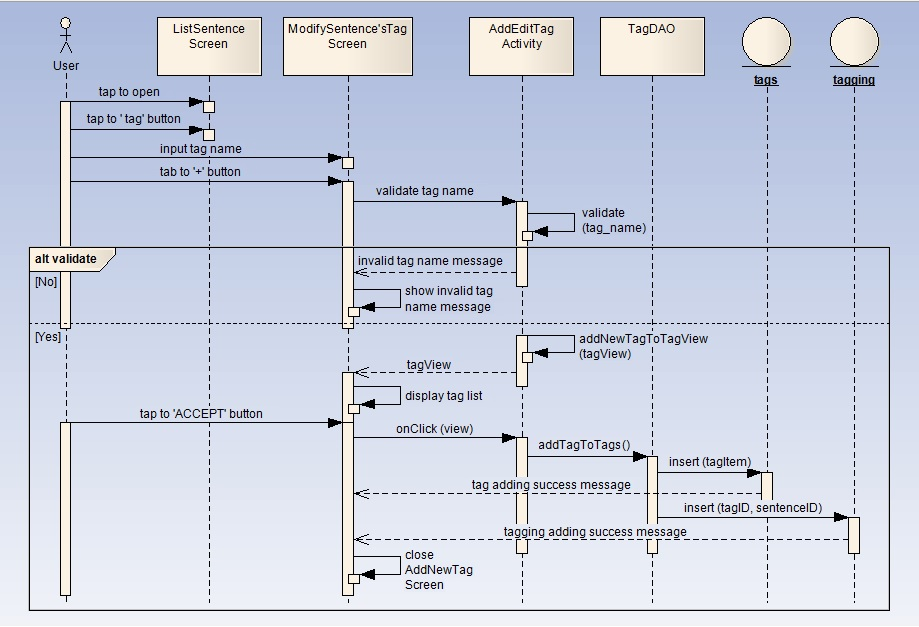 User
ListSentence
Screen
ModifySentence'sTag
Screen
AddEditTag
Activity
TagDAO
tags
tagging
tap to open
tap to ' tag' button
input tag name
tab to '+' button
validate tag name
validate
(tag_name)
alt validate
[No]
invalid tag name message
show invalid tag
name message
[Yes]
addNewTagToTagView
(tagView)
tagView
display tag list
tap to 'ACCEPT' button
onClick (view)
addTagToTags()
insert (tagItem)
tag adding success message
insert (tagID, sentenceID)
tagging adding success message
close
AddNewTag
Screen